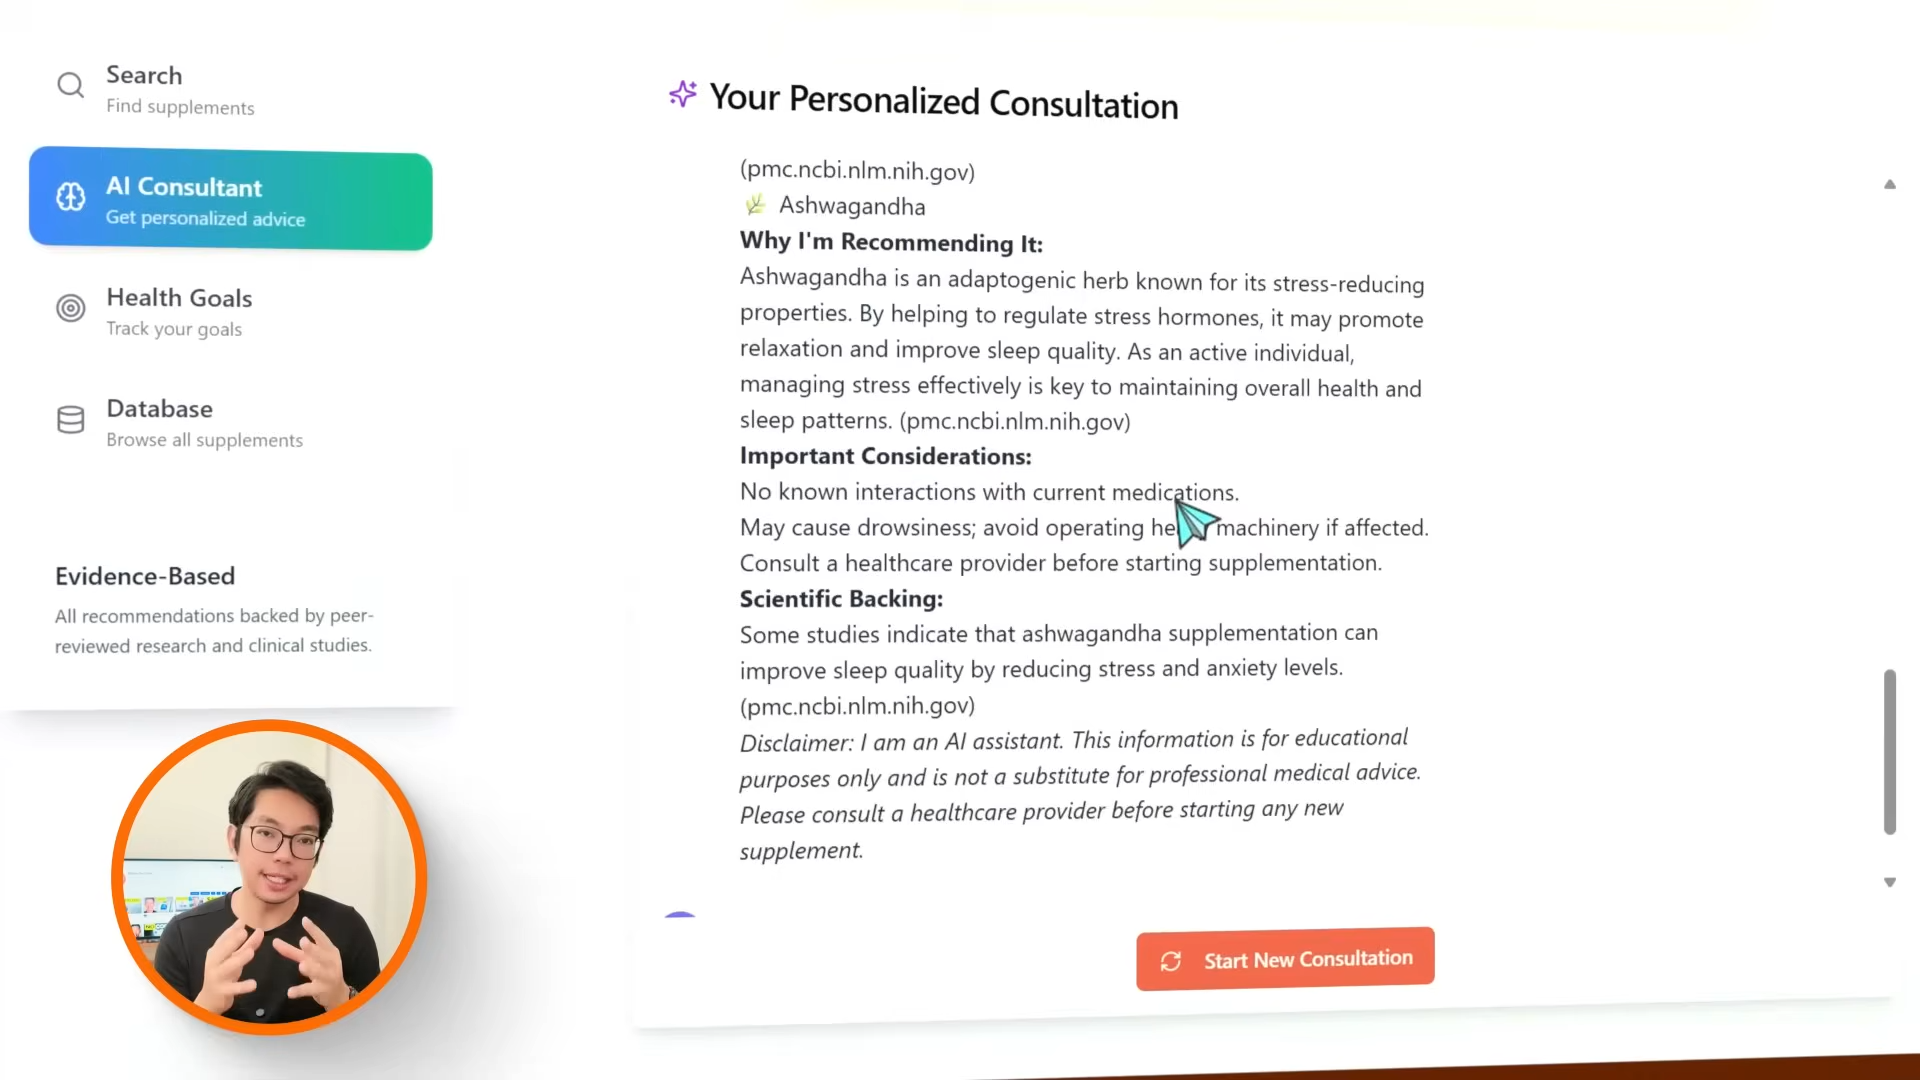 Search
Find supplements
AI Consultant
Get personalized advice
Health Goals
Track your goals
Database
Browse all supplements
Evidence-Based
All recommendations backed by peer-
reviewed research and clinical studies.
Your Personalized Consultation
(pmc.ncbi.nlm.nih.gov)
Ashwagandha
Why I'm Recommending It:
Ashwagandha is an adaptogenic herb known for its stress-reducing
properties. By helping to regulate stress hormones, it may promote
relaxation and improve sleep quality. As an active individual,
managing stress effectively is key to maintaining overall health and
sleep patterns. (pmc.ncbi.nlm.nih.gov)
Important Considerations:
No known interactions with current medications.
May cause drowsiness; avoid operating machinery if affected.
Consult a healthcare provider before starting supplementation.
Scientific Backing:
Some studies indicate that ashwagandha supplementation can
improve sleep quality by reducing stress and anxiety levels.
(pmc.ncbi.nlm.nih.gov)
Disclaimer: I am an AI assistant. This information is for educational
purposes only and is not a substitute for professional medical advice.
Please consult a healthcare provider before starting any new
supplement.
Start New Consultation